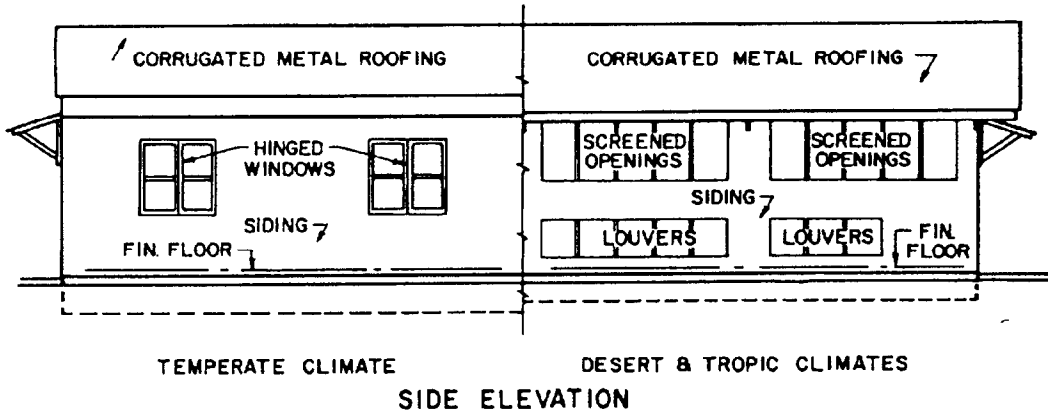 CORRUGATED METAL ROOFING
CORRUGATED METAL ROOFING
HINGED
WINDOWS
SCREENED
OPENINGS
SCREENED
OPENINGS
SIDING
SIDING
FIN. FLOOR
LOUVERS
LOUVERS
FIN.
FLOOR
TEMPERATE CLIMATE
DESERT & TROPIC CLIMATES
SIDE ELEVATION